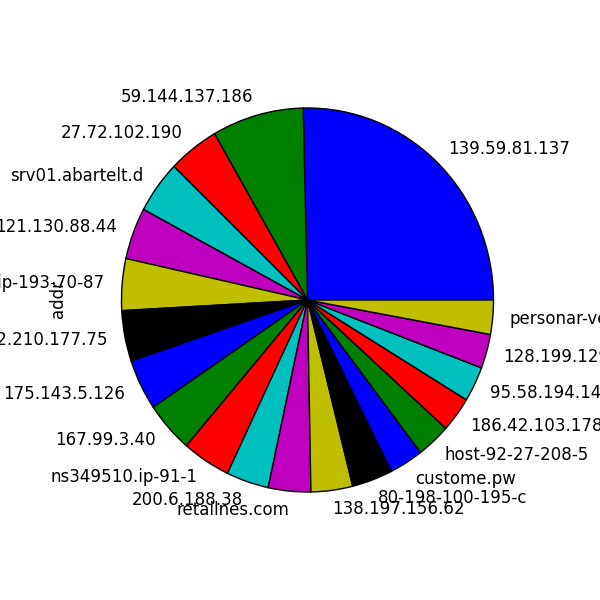 59.144.137.186
139.59.81.137
27.72.102.190
srv01.abartelt.d
121.130.88.44
ip-193-70-87
addr
2.210.177.75
175.143.5.126
167.99.3.40
ns349510.ip-91-1
200.6.188.38
retalines.com
138.197.156.62
80-198-100-195-c
custome.pw
host-92-27-208-5
186.42.103.178
95.58.194.14
128.199.129
personar-ve